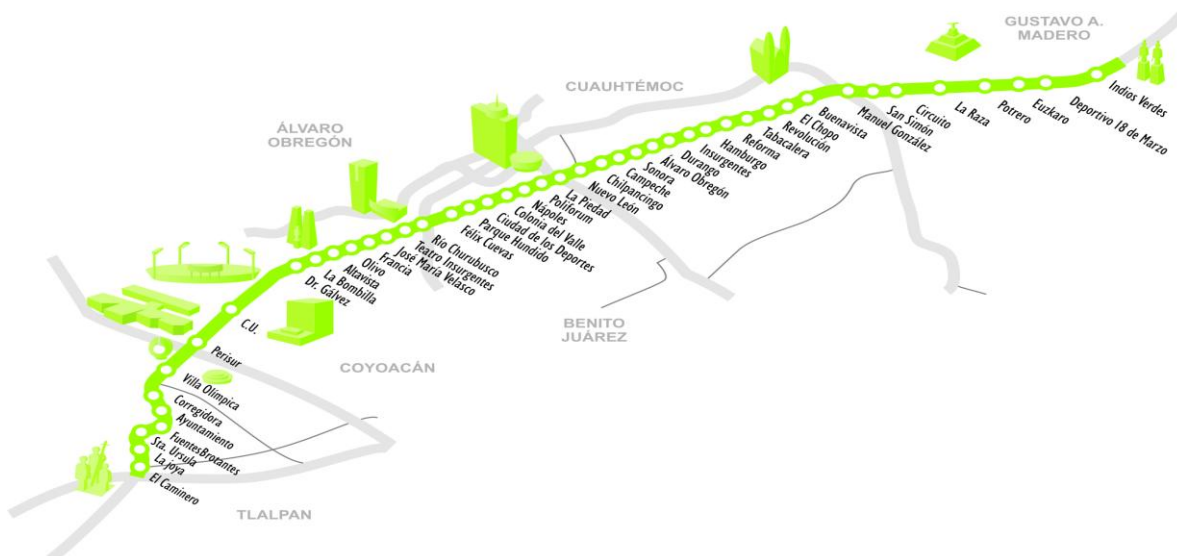 GUSTAVO A.
MADERO
CUAUHTÉMOC
ÁLVARO
OBREGÓN
BENITO
JUÁREZ
COYOACÁN
TLALPAN
Indios Verdes
Deportivo 18 de Marzo
Euzkaro
Potrero
La Raza
Circuito
San Simón
Manuel González
Buenavista
El Chopo
Revolución
Tabacalera
Reforma
Hamburgo
Insurgentes
Durango
Álvaro Obregón
Sonora
Campeche
Chilpancingo
Nuevo León
La Piedad
Poliforum
Nápoles
Colonia del Valle
Ciudad de los Deportes
Parque Hundido
Félix Cuevas
Río Churubusco
Teatro Insurgentes
José María Velasco
Francia
Olivo
Altavista
La Bombilla
Dr. Gálvez
C.U.
Perisur
Villa Olímpica
Corregidora
Ayuntamiento
FuentesBrotantes
Sta. Ursula
La joya
El Caminero